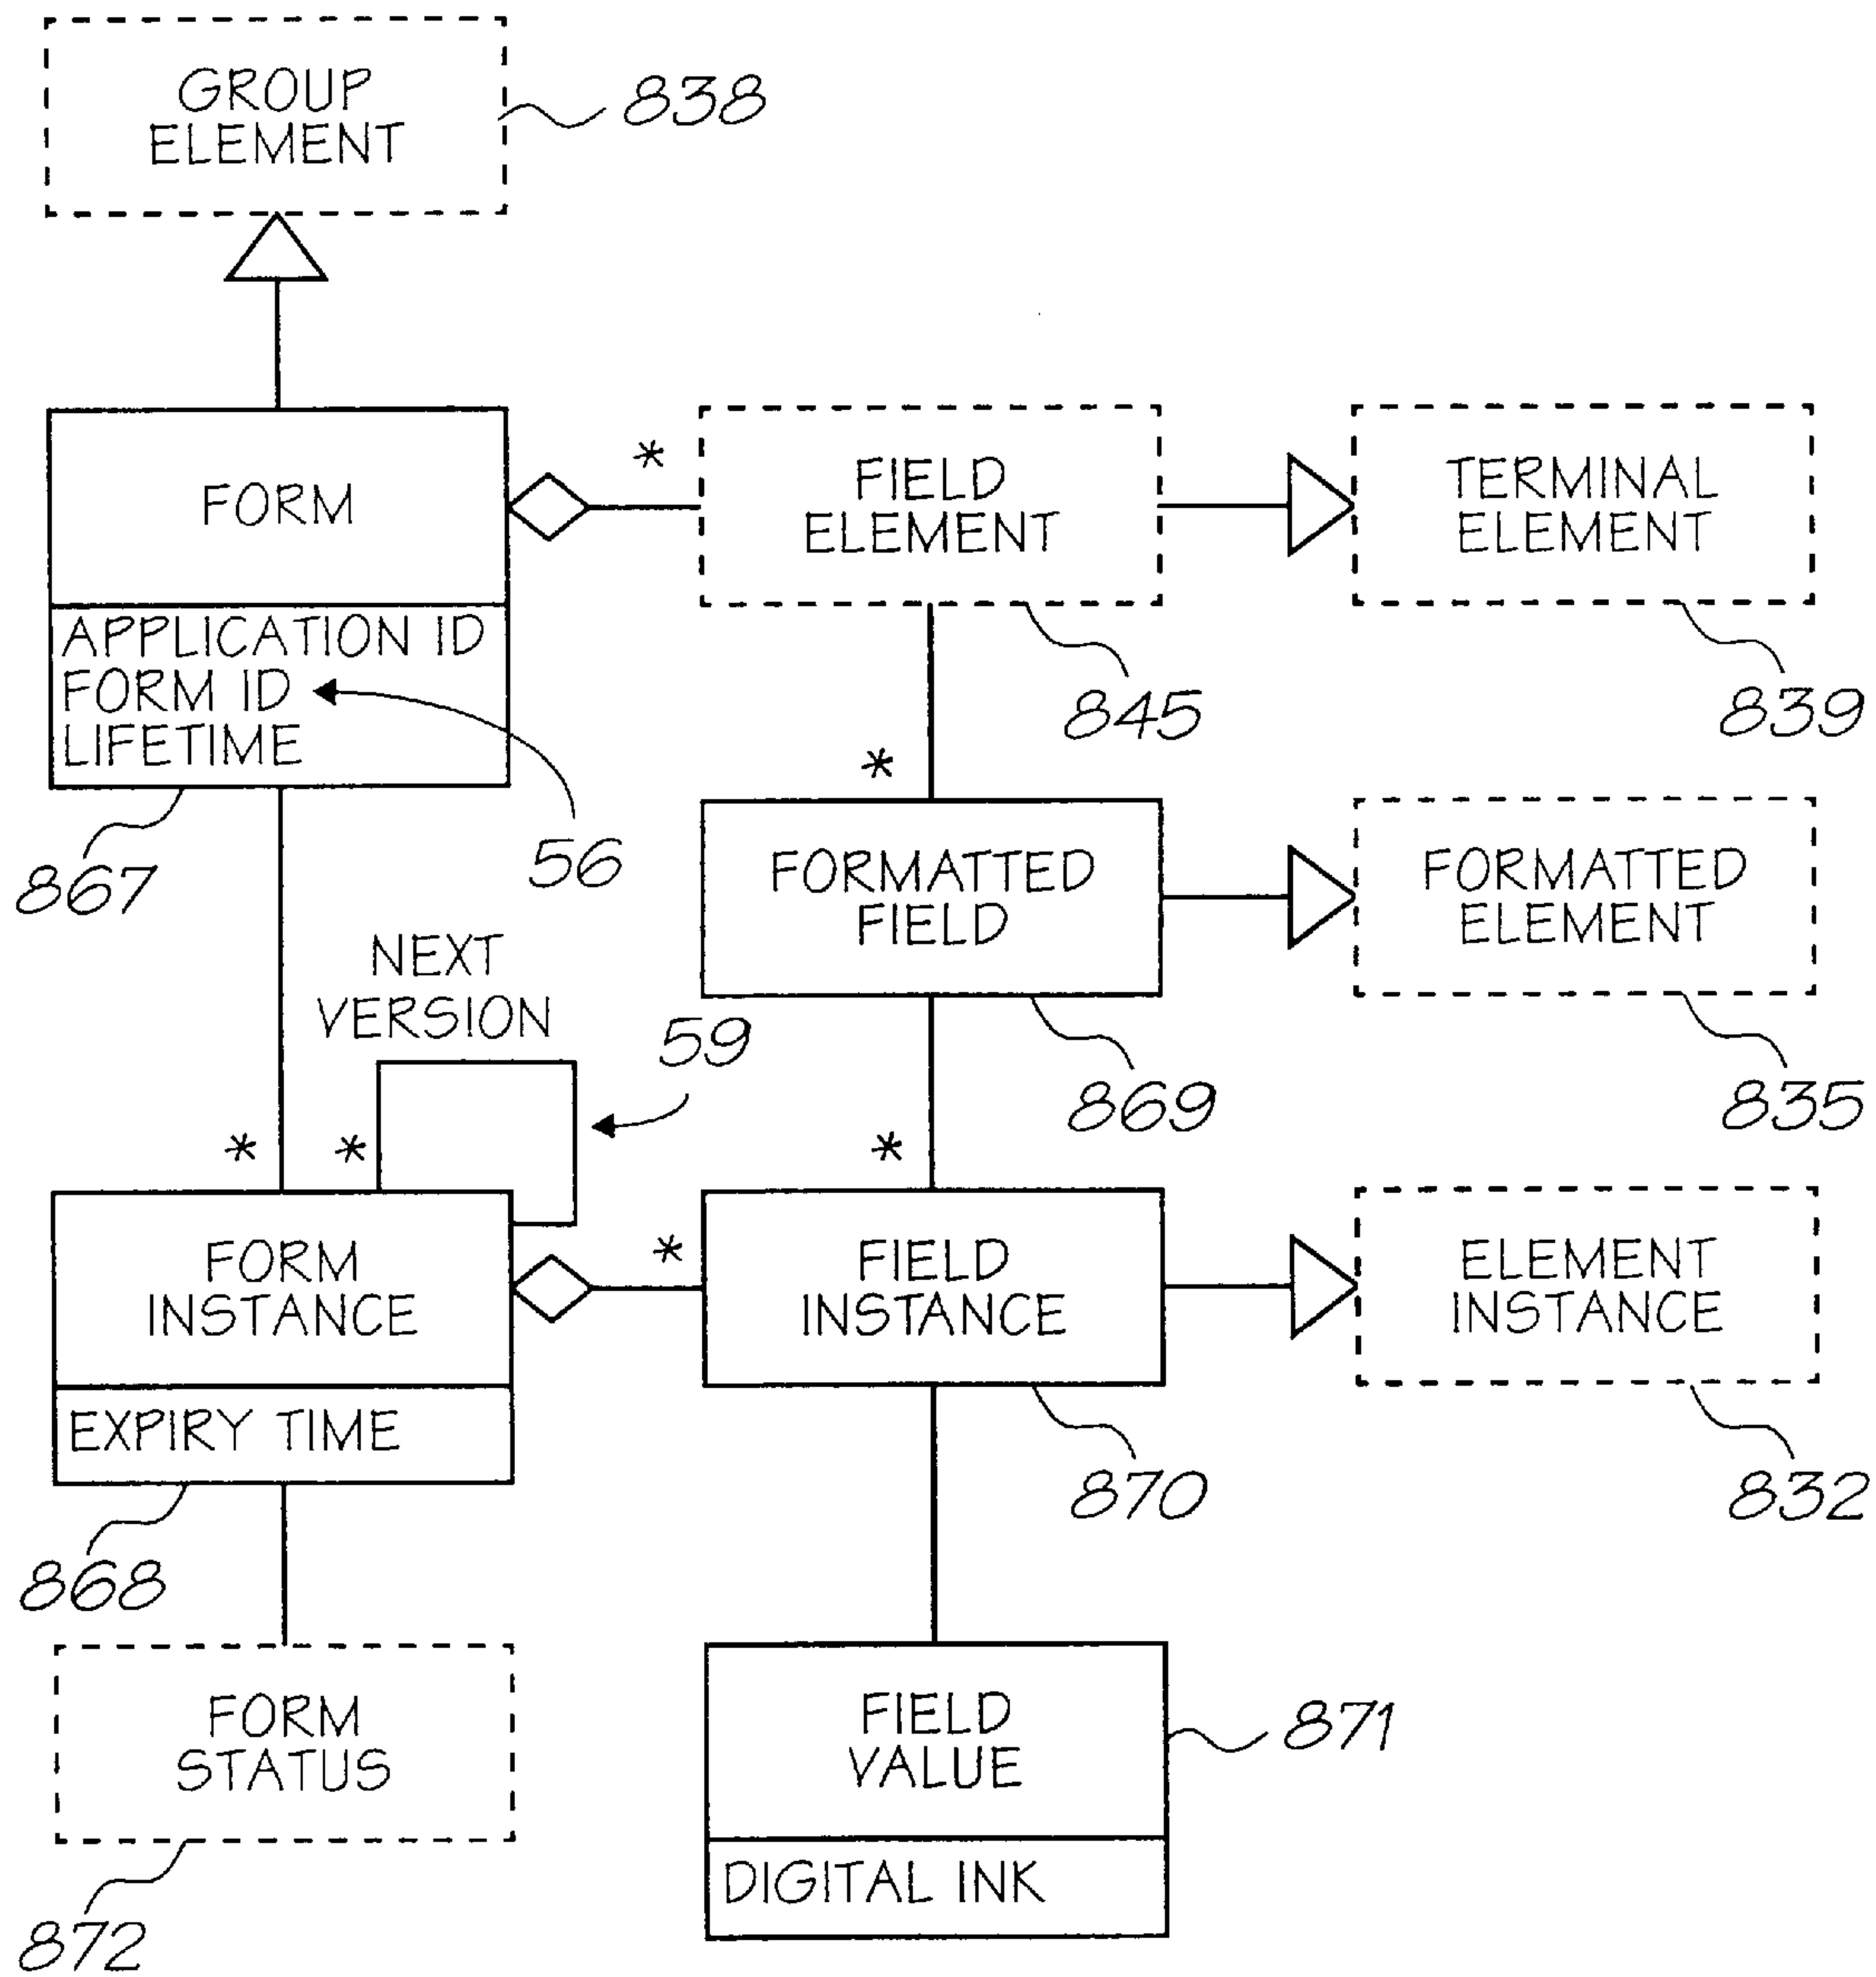 GROUP
ELEMENT
838
FORM
*
FIELD
ELEMENT
TERMINAL
ELEMENT
APPLICATION ID
FORM ID
LIFETIME
845
839
*
56
867
FORMATTED
FIELD
FORMATTED
ELEMENT
NEXT
VERSION
59
869
835
*
*
*
FORM
INSTANCE
*
FIELD
INSTANCE
ELEMENT
INSTANCE
EXPIRY TIME
870
832
868
FORM
STATUS
FIELD
VALUE
871
DIGITAL INK
872